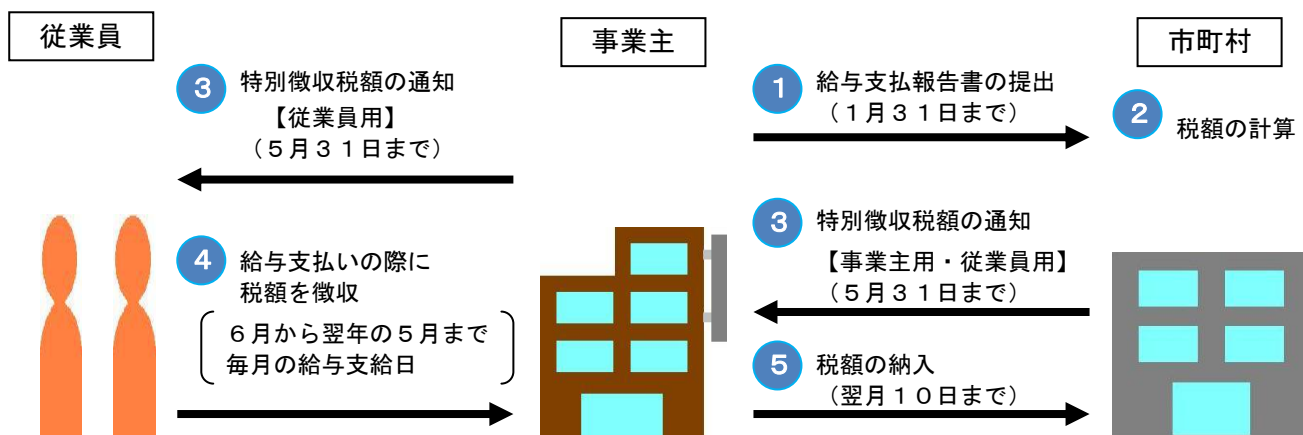 従業員
事業主
市町村
3 特別徴収税額の通知
【従業員用】
（5月31日まで）
1 給与支払報告書の提出
（1月31日まで）
2 税額の計算
3 特別徴収税額の通知
【事業主用・従業員用】
（5月31日まで）
4 給与支払いの際に
税額を徴収
6月から翌年の5月まで
毎月の給与支給日
5 税額の納入
（翌月10日まで）